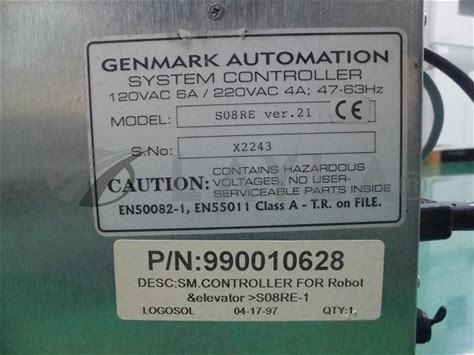 GENMARK AUTOMATION
SYSTEM CONTROLLER
120VAC 6A / 220VAC 4A; 47-63Hz
MODEL: S08RE ver.21 CE
S.No: X2243
CAUTION: CONTAINS HAZARDOUS
VOLTAGES, NO USER-
SERVICEABLE PARTS INSIDE
EN50082-1, EN55011 Class A - T.R. on FILE.
P/N:990010628
DESC:SM.CONTROLLER FOR Robot
&elevator >S08RE-1
LOGOSOL 04-17-97 QTY:1